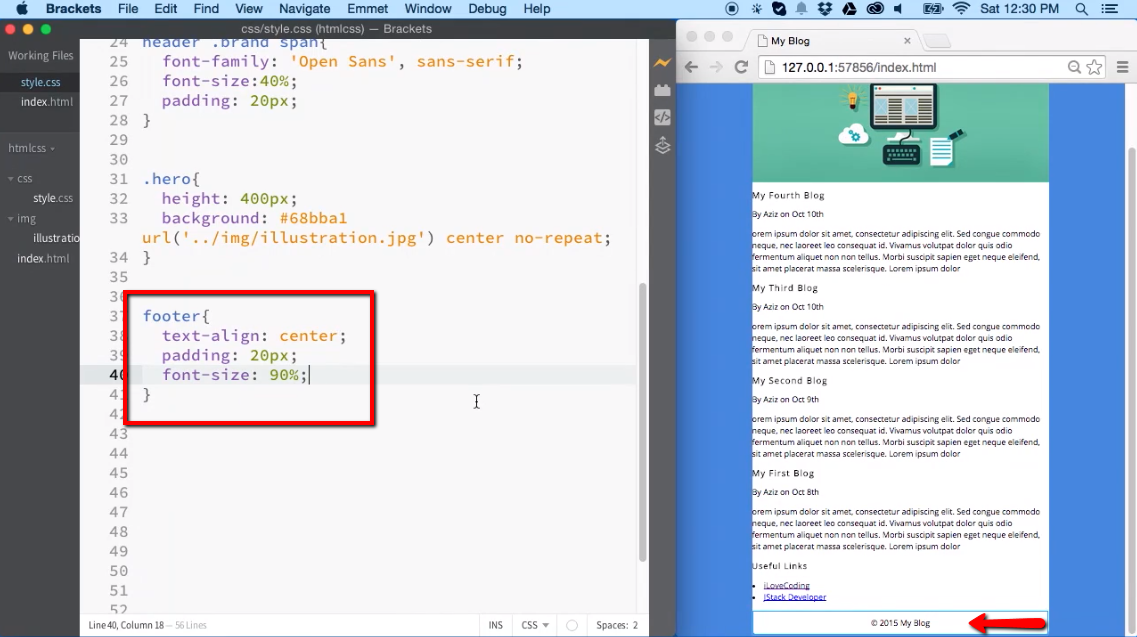 Brackets File Edit Find View Navigate Emmet Window Debug Help Sat 12:30 PM
css/style.css (htmlcss) — Brackets
Working Files
style.css
index.html
htmlcss
css
style.css
img
illustratio
index.html
24 header .brand span{
25 font-family: 'Open Sans', sans-serif;
26 font-size:40%;
27 padding: 20px;
28 }
29
30
31 .hero{
32 height: 400px;
33 background: #68bba1
url('../img/illustration.jpg') center no-repeat;
34 }
35
36
37 footer{
38 text-align: center;
39 padding: 20px;
40 font-size: 90%;
41 }
42
43
44
45
46
47
48
49
50
51
52
Line 40, Column 18 — 56 Lines
INS CSS Spaces: 2
My Blog
127.0.0.1:57856/index.html
My Fourth Blog
By Aziz on Oct 10th
orem ipsum dolor sit amet, consectetur adipiscing elit. Sed congue commodo
neque, nec laoreet leo consequat id. Vivamus volutpat quis odio
fermentum aliquet non non tellus. Morbi suscipit sapien eget neque eleifend,
sit amet placerat massa scelerisque. Lorem ipsum dolor
My Third Blog
By Aziz on Oct 10th
orem ipsum dolor sit amet, consectetur adipiscing elit. Sed congue commodo
neque, nec laoreet leo consequat id. Vivamus volutpat quis odio
fermentum aliquet non non tellus. Morbi suscipit sapien eget neque eleifend,
sit amet placerat massa scelerisque. Lorem ipsum dolor
My Second Blog
By Aziz on Oct 9th
orem ipsum dolor sit amet, consectetur adipiscing elit. Sed congue commodo
neque, nec laoreet leo consequat id. Vivamus volutpat quis odio
fermentum aliquet non non tellus. Morbi suscipit sapien eget neque eleifend,
sit amet placerat massa scelerisque. Lorem ipsum dolor
My First Blog
By Aziz on Oct 8th
orem ipsum dolor sit amet, consectetur adipiscing elit. Sed congue commodo
neque, nec laoreet leo consequat id. Vivamus volutpat quis odio
fermentum aliquet non non tellus. Morbi suscipit sapien eget neque eleifend,
sit amet placerat massa scelerisque. Lorem ipsum dolor
Useful Links
iLoveCoding
JStack Developer
© 2015 My Blog